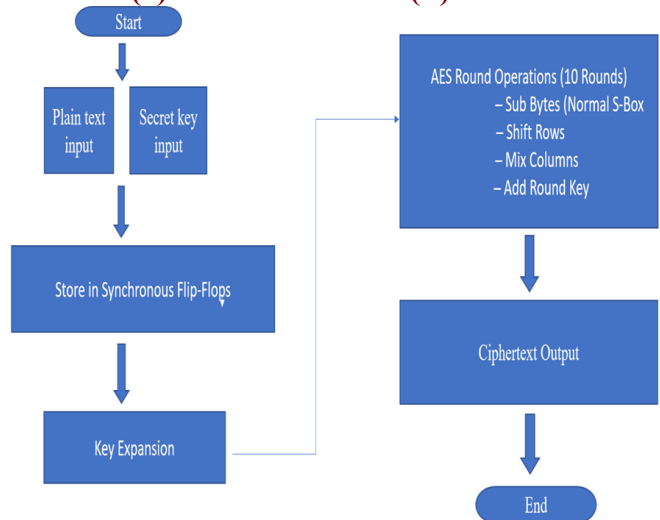 Start
Plain text
input
Secret key
input
Store in Synchronous Flip-Flops
Key Expansion
AES Round Operations (10 Rounds)
– Sub Bytes (Normal S-Box
– Shift Rows
– Mix Columns
– Add Round Key
Ciphertext Output
End